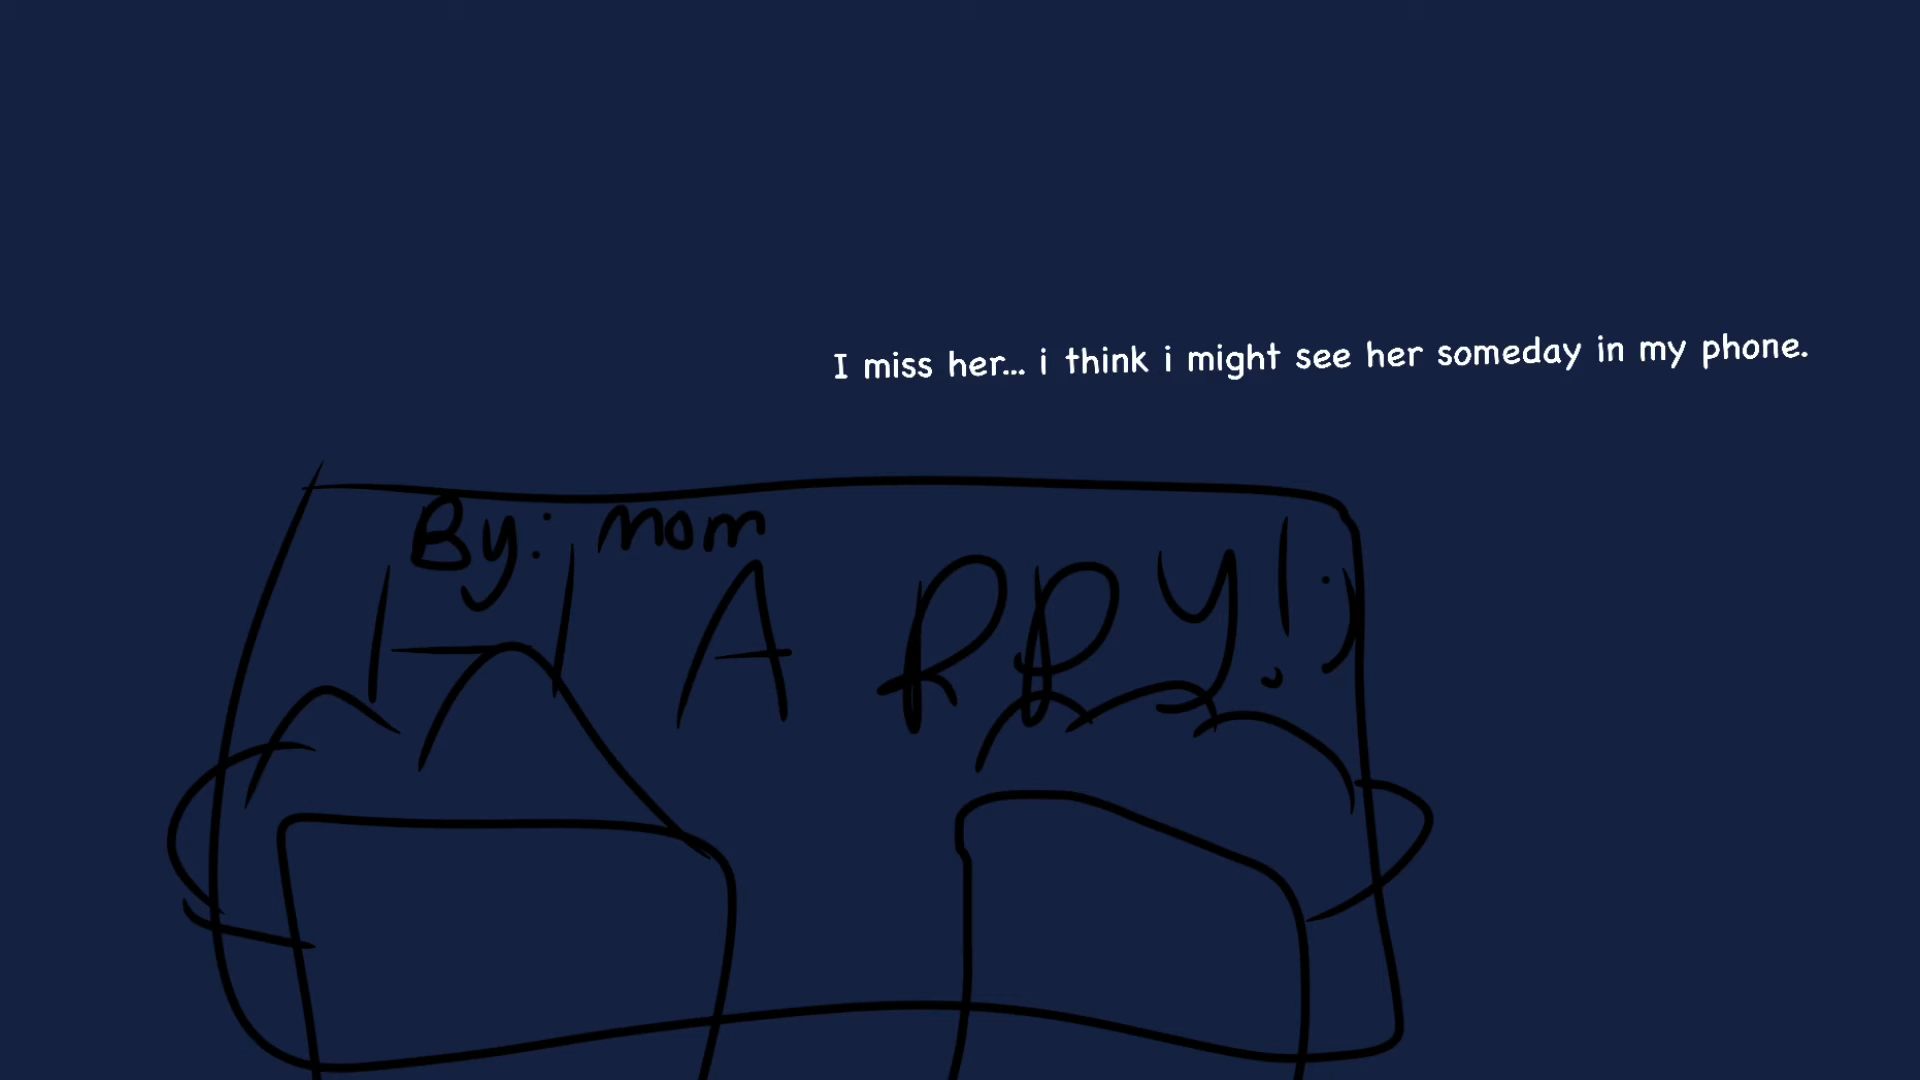 I miss her... i think i might see her someday in my phone.
By: mom
HAPPY! :)